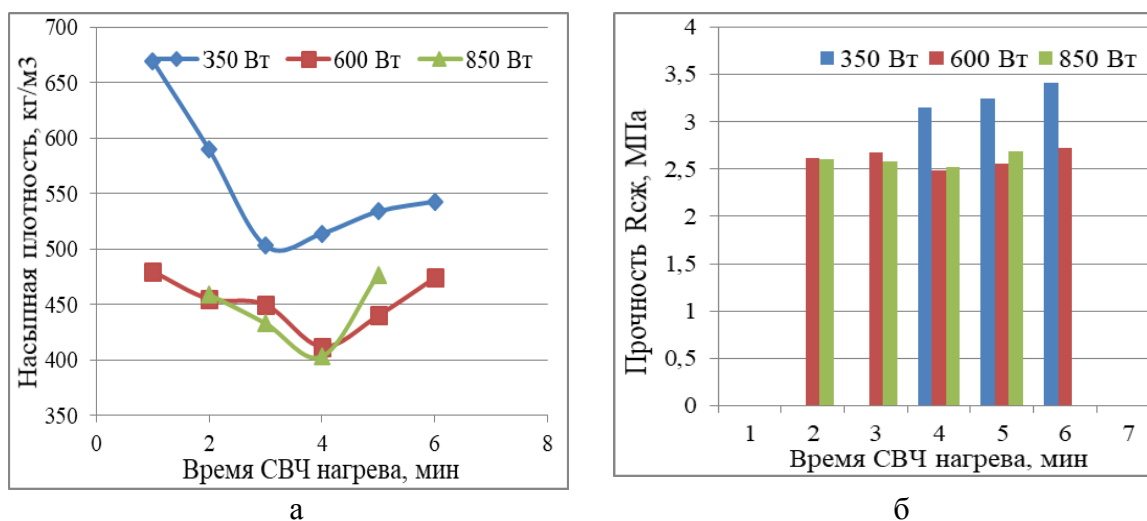 700
650
600
550
500
450
400
350
0
2
4
6
8
350 Вт
600 Вт
850 Вт
Насыпная плотность, кг/м3
Время СВЧ нагрева, мин
а
4
3,5
3
2,5
2
1,5
1
0,5
0
1
2
3
4
5
6
7
350 Вт
600 Вт
850 Вт
Прочность Rсж, МПа
Время СВЧ нагрева, мин
б